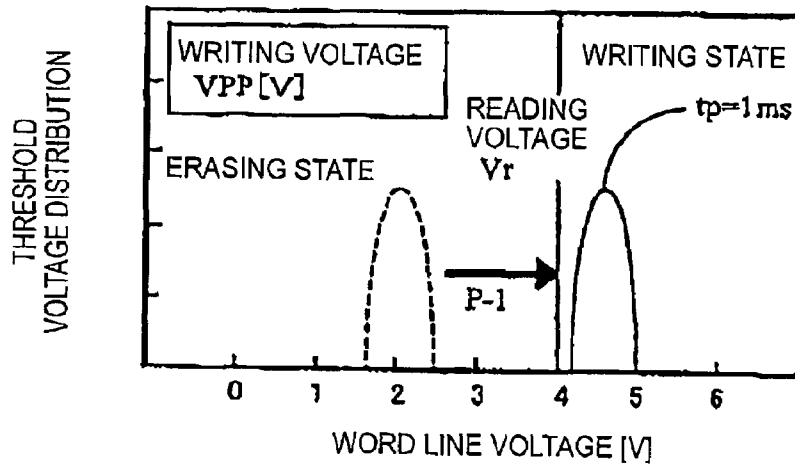 WRITING VOLTAGE
VPP [V]
WRITING STATE
READING
VOLTAGE
Vr
tp=1ms
ERASING STATE
P-1
THRESHOLD
VOLTAGE DISTRIBUTION
0 1 2 3 4 5 6
WORD LINE VOLTAGE [V]